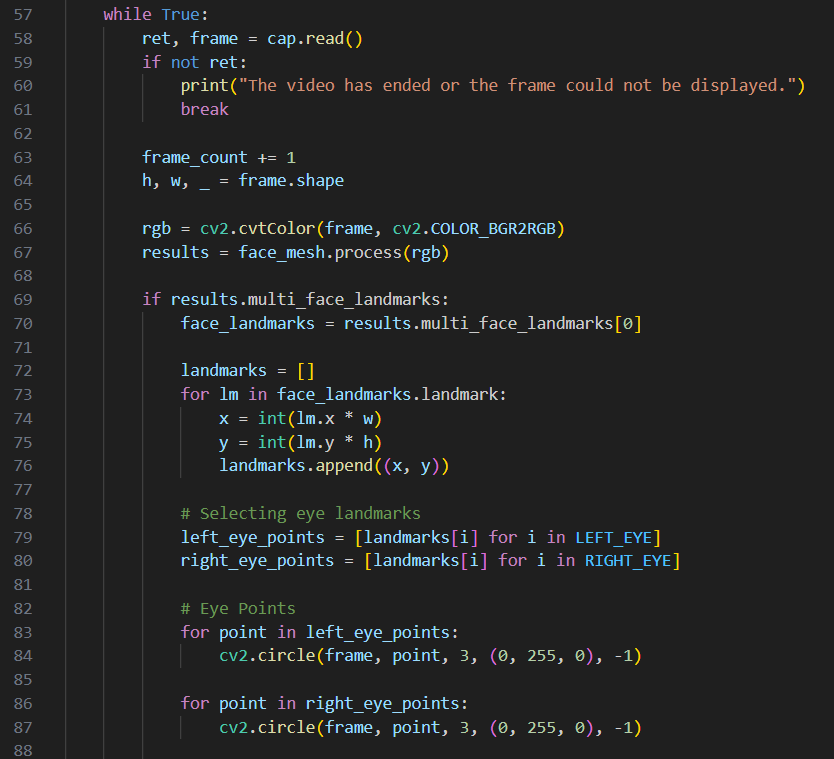 57 while True:
58 ret, frame = cap.read()
59 if not ret:
60 print("The video has ended or the frame could not be displayed.")
61 break
62
63 frame_count += 1
64 h, w, _ = frame.shape
65
66 rgb = cv2.cvtColor(frame, cv2.COLOR_BGR2RGB)
67 results = face_mesh.process(rgb)
68
69 if results.multi_face_landmarks:
70 face_landmarks = results.multi_face_landmarks[0]
71
72 landmarks = []
73 for lm in face_landmarks.landmark:
74 x = int(lm.x * w)
75 y = int(lm.y * h)
76 landmarks.append((x, y))
77
78 # Selecting eye landmarks
79 left_eye_points = [landmarks[i] for i in LEFT_EYE]
80 right_eye_points = [landmarks[i] for i in RIGHT_EYE]
81
82 # Eye Points
83 for point in left_eye_points:
84 cv2.circle(frame, point, 3, (0, 255, 0), -1)
85
86 for point in right_eye_points:
87 cv2.circle(frame, point, 3, (0, 255, 0), -1)
88